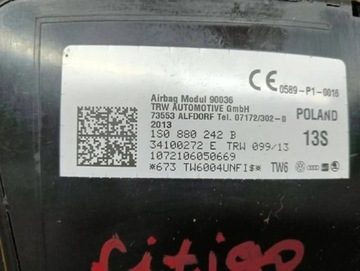 CE 0589-P1-0016
Airbag Modul 90036
TRW AUTOMOTIVE GmbH
73553 ALFDORF Tel. 07172/302-0
2013
POLAND
1S0 880 242 B
13S
34100272 E TRW 099/13
1072106050669
*673 TW6004UNFI$*
TW6
citigo